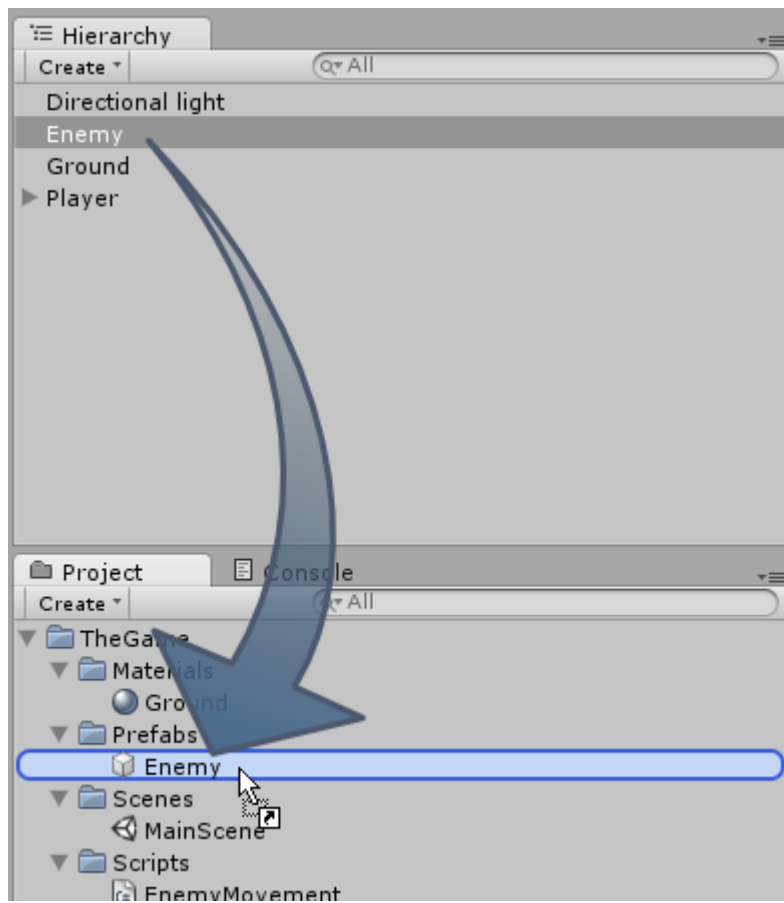 Hierarchy
Create All
Directional light
Enemy
Ground
Player
Project Console
Create All
TheGame
Materials
Ground
Prefabs
Enemy
Scenes
MainScene
Scripts
EnemyMovement